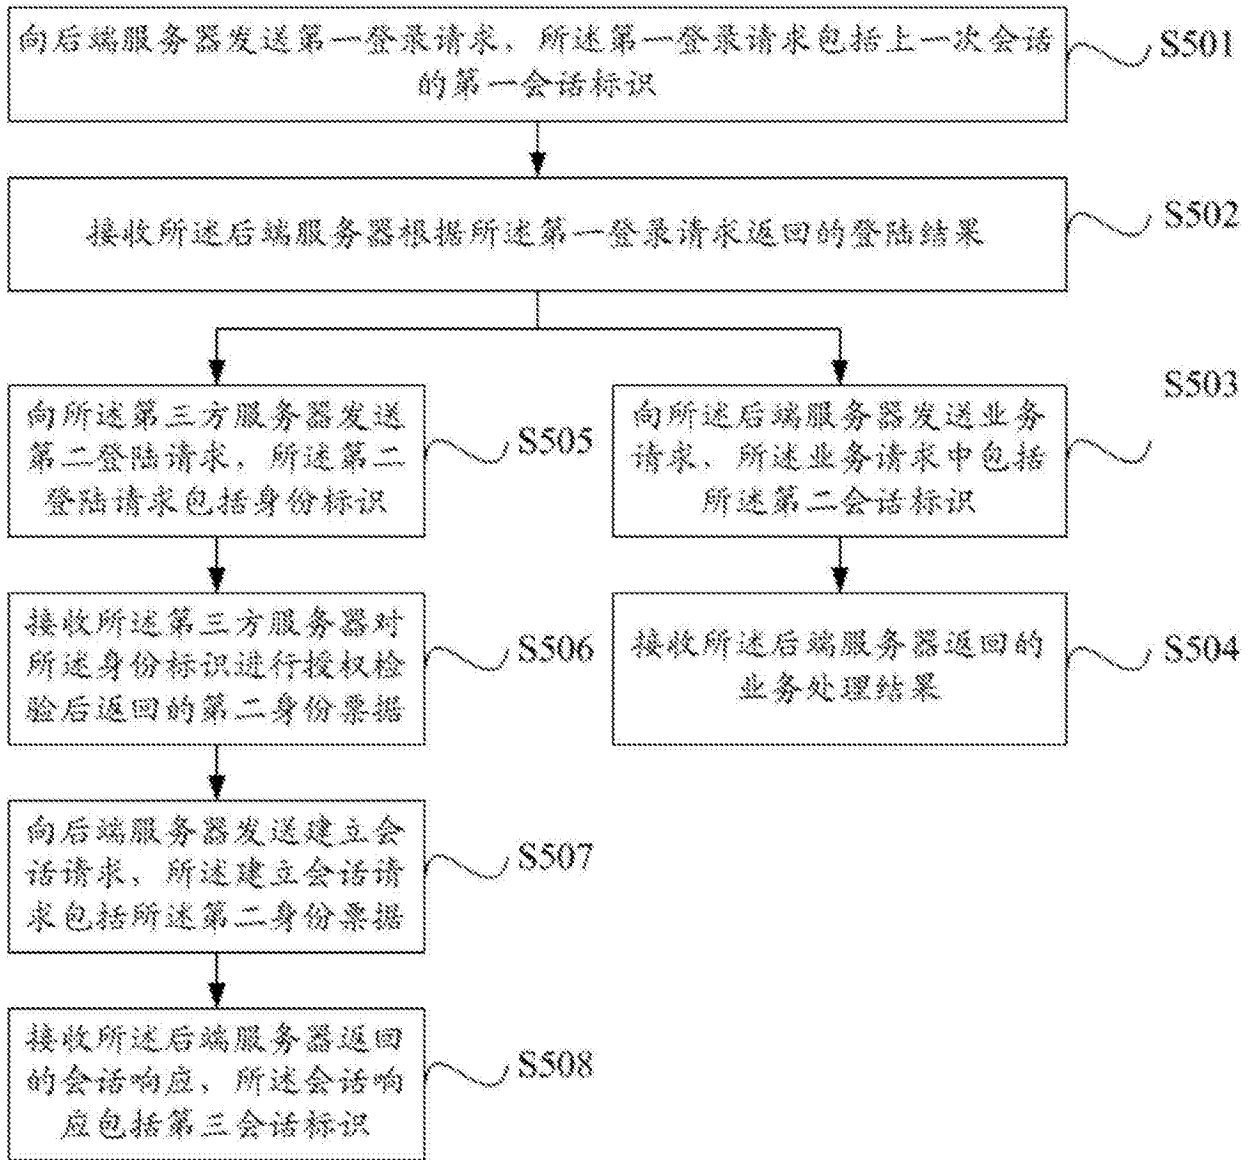 向后端服务器发送第一登录请求，所述第一登录请求包括上一次会话
的第一会话标识
S501
接收所述后端服务器根据所述第一登录请求返回的登陆结果
S502
向所述第三方服务器发送
第二登陆请求，所述第二
登陆请求包括身份标识
S505
向所述后端服务器发送业务
请求，所述业务请求中包括
所述第二会话标识
S503
接收所述第三方服务器对
所述身份标识进行授权检
验后返回的第二身份票据
S506
接收所述后端服务器返回的
业务处理结果
S504
向后端服务器发送建立会
话请求，所述建立会话请
求包括所述第二身份票据
S507
接收所述后端服务器返回
的会话响应，所述会话响
应包括第三会话标识
S508